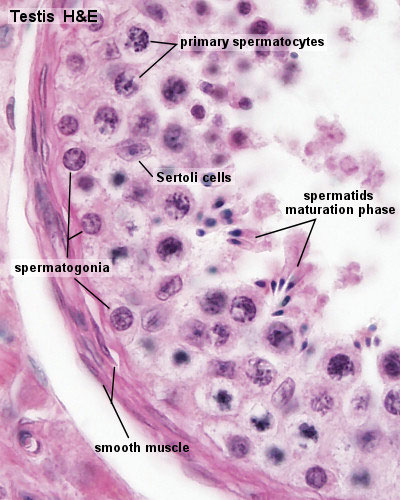 Testis H&E
primary spermatocytes
Sertoli cells
spermatids
maturation phase
spermatogonia
smooth muscle